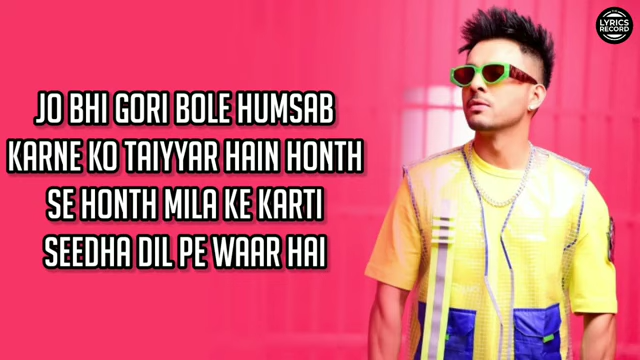 LYRICS
RECORD
JO BHI GORI BOLE HUMSAB
KARNE KO TAIYYAR HAIN HONTH
SE HONTH MILA KE KARTI
SEEDHA DIL PE WAAR HAI